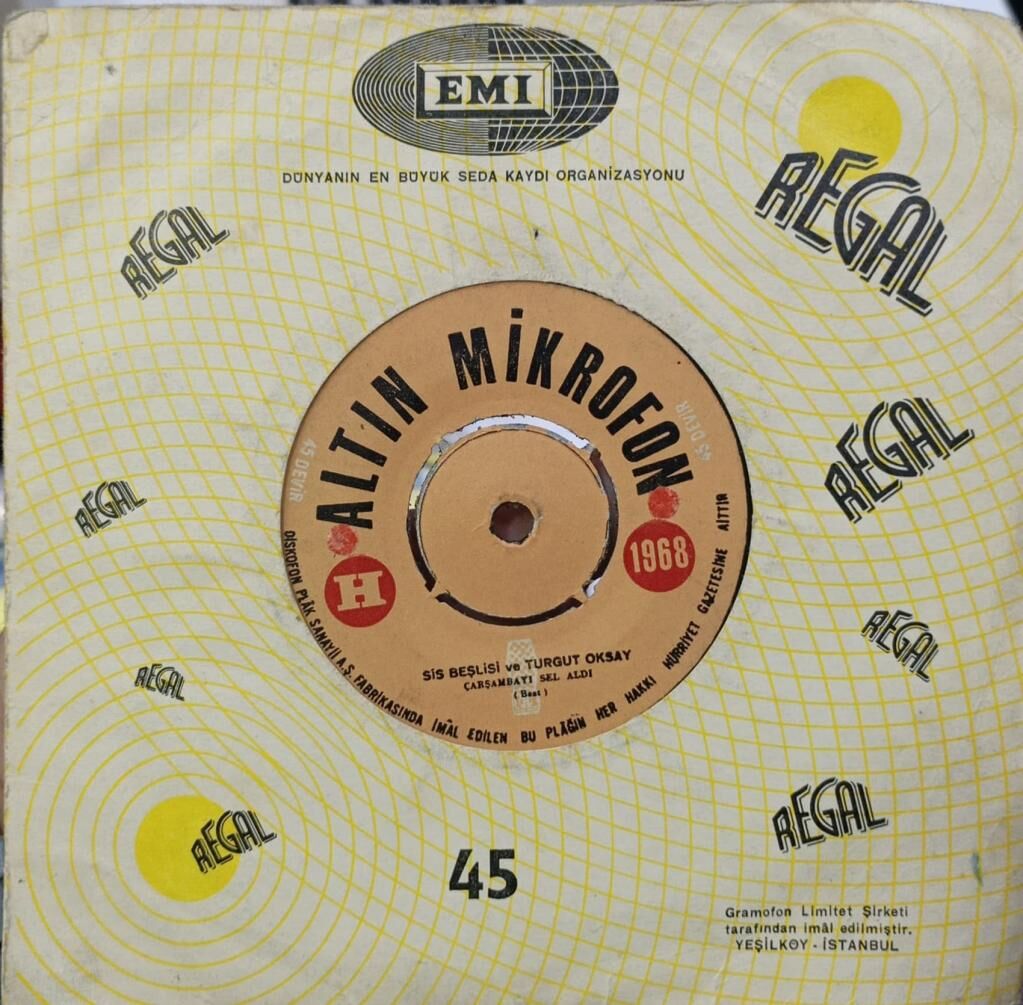 EMI
DÜNYANIN EN BÜYÜK SEDA KAYDI ORGANİZASYONU
REGAL
REGAL
REGAL
REGAL
REGAL
REGAL
REGAL
REGAL
ALTIN MİKROFON
45 DEVİR
45 DEVİR
H
1968
SİS BEŞLİSİ ve TURGUT OKSAY
ÇARŞAMBAYI SEL ALDI
( Beat )
DİSKOFON PLÂK SANAYİİ A.Ş. FABRİKASINDA İMÂL EDİLEN BU PLÂĞIN HER HAKKI HÜRRİYET GAZETESİNE AİTTİR
45
Gramofon Limitet Şirketi
tarafından imâl edilmiştir.
YEŞİLKÖY - İSTANBUL